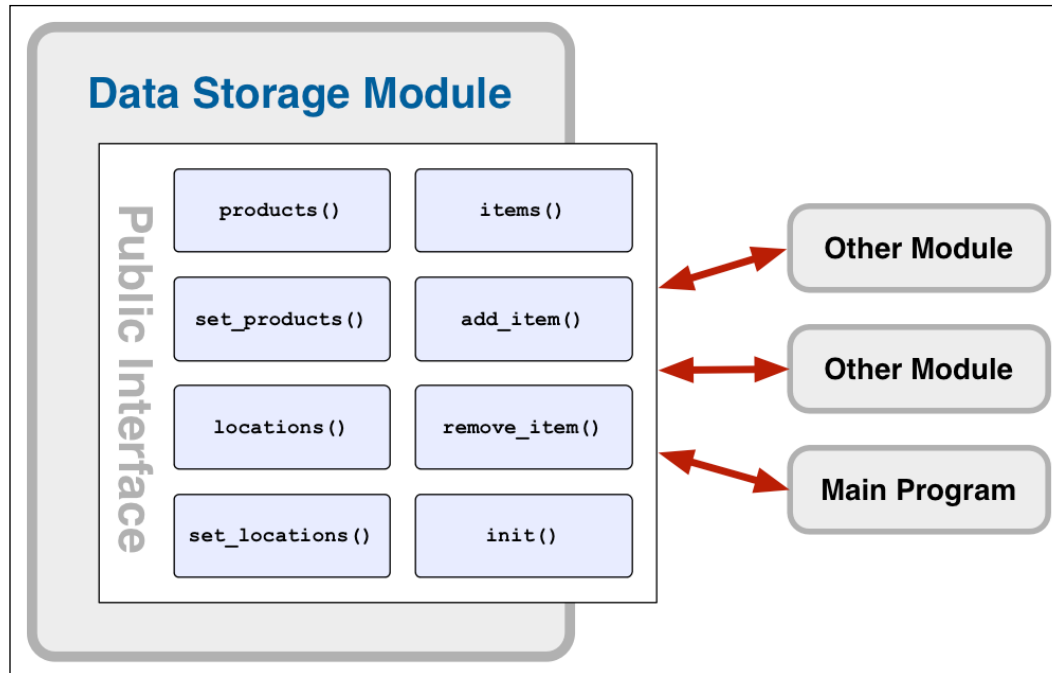 Data Storage Module
Public Interface
products()
items()
set_products()
add_item()
locations()
remove_item()
set_locations()
init()
Other Module
Other Module
Main Program